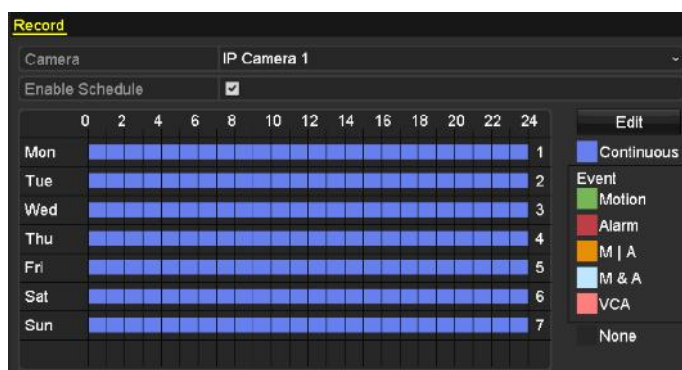 Record
Camera IP Camera 1
Enable Schedule
0 2 4 6 8 10 12 14 16 18 20 22 24
Edit
Mon 1
Continuous
Tue 2
Event
Motion
Wed 3
Alarm
Thu 4
M | A
Fri 5
M & A
Sat 6
VCA
Sun 7
None